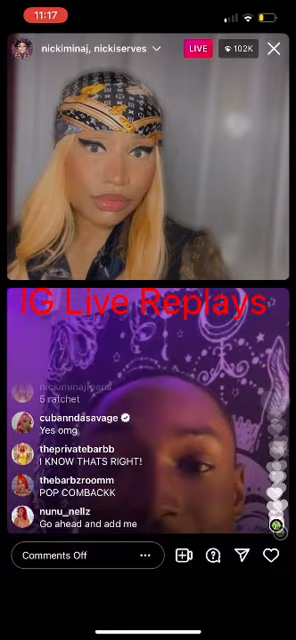 11:17
nickiminaj, nickiserves
LIVE
102K
IG Live Replays
5 ratchet
cubanndasavage
Yes omg
theprivatebarbb
I KNOW THATS RIGHT!
thebarbzroomm
POP COMBACKK
nunu_nellz
Go ahead and add me
Comments Off